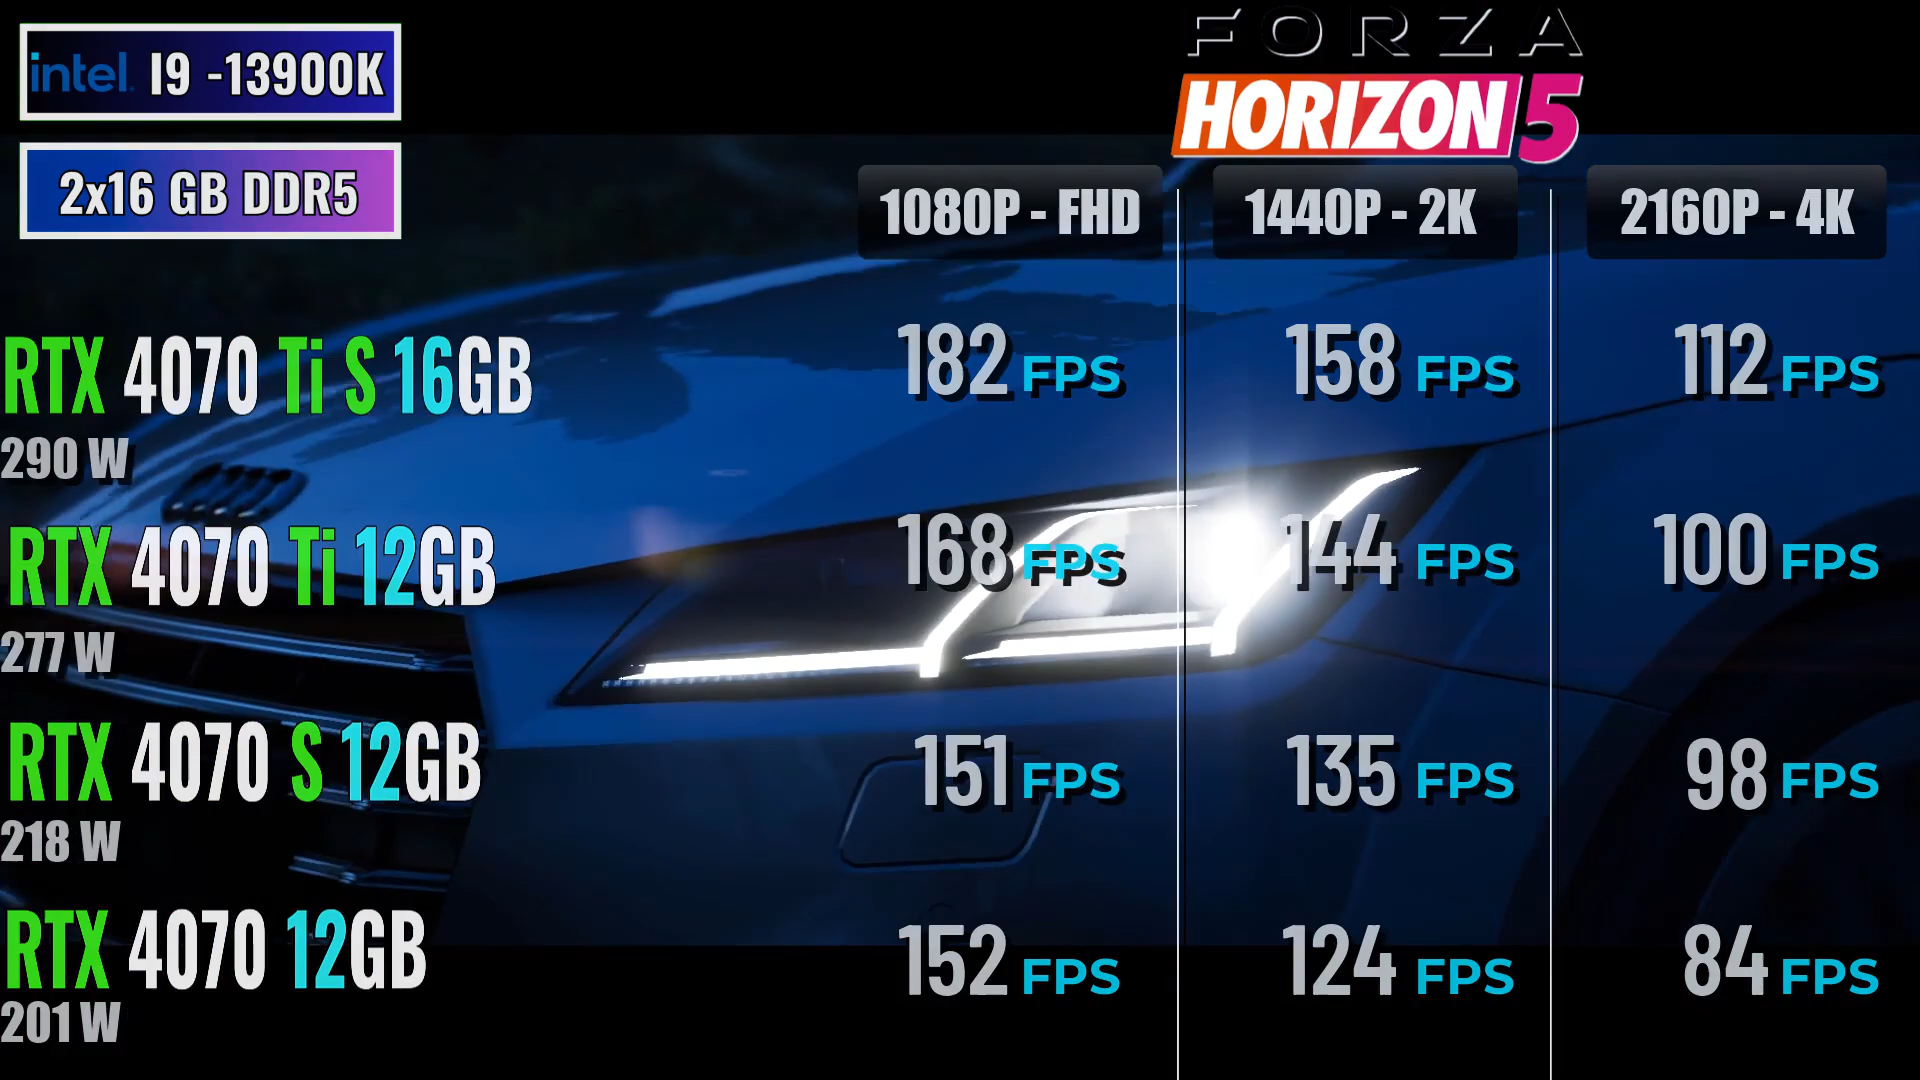 intel. I9 -13900K
2x16 GB DDR5
FORZA
HORIZON 5
1080P - FHD 1440P - 2K 2160P - 4K
RTX 4070 Ti S 16GB 182 FPS 158 FPS 112 FPS
290 W
RTX 4070 Ti 12GB 168 FPS 144 FPS 100 FPS
277 W
RTX 4070 S 12GB 151 FPS 135 FPS 98 FPS
218 W
RTX 4070 12GB 152 FPS 124 FPS 84 FPS
201 W